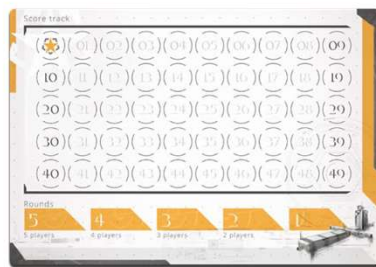 Score track
00 01 02 03 04 05 06 07 08 09
10 11 12 13 14 15 16 17 18 19
20 21 22 23 24 25 26 27 28 29
30 31 32 33 34 35 36 37 38 39
40 41 42 43 44 45 46 47 48 49
Rounds
5 4 3 2 1
5 players 4 players 3 players 2 players